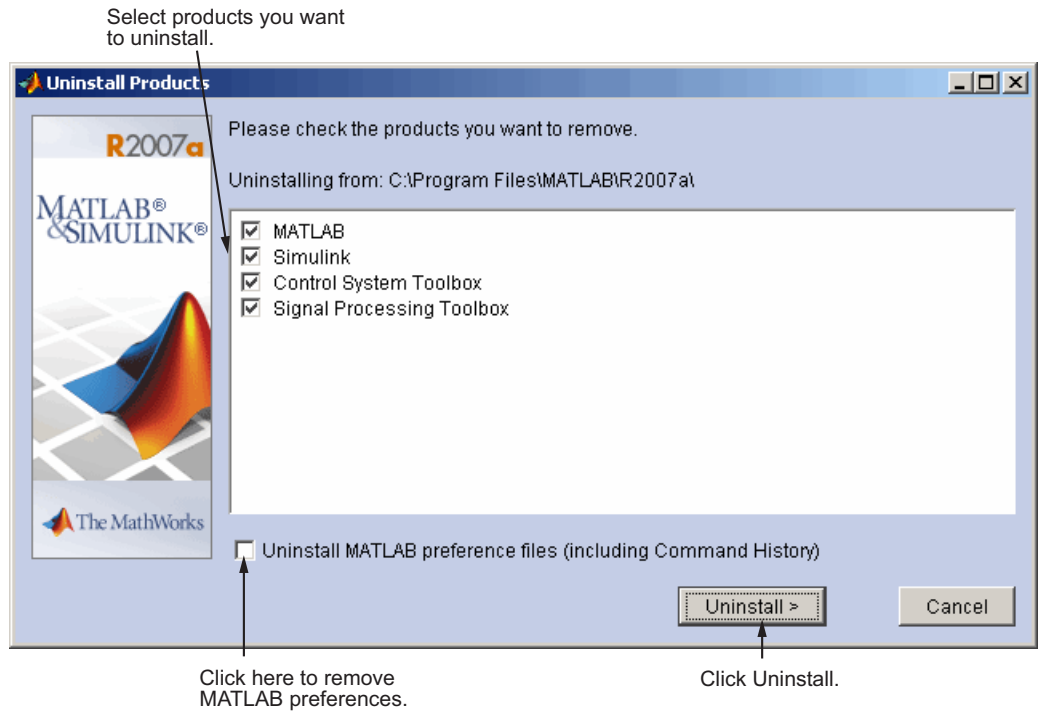 Select products you want
to uninstall.
Uninstall Products
R2007a
Please check the products you want to remove.
Uninstalling from: C:\Program Files\MATLAB\R2007a\
MATLAB®
&SIMULINK®
MATLAB
Simulink
Control System Toolbox
Signal Processing Toolbox
The MathWorks
Uninstall MATLAB preference files (including Command History)
Uninstall >
Cancel
Click here to remove
MATLAB preferences.
Click Uninstall.